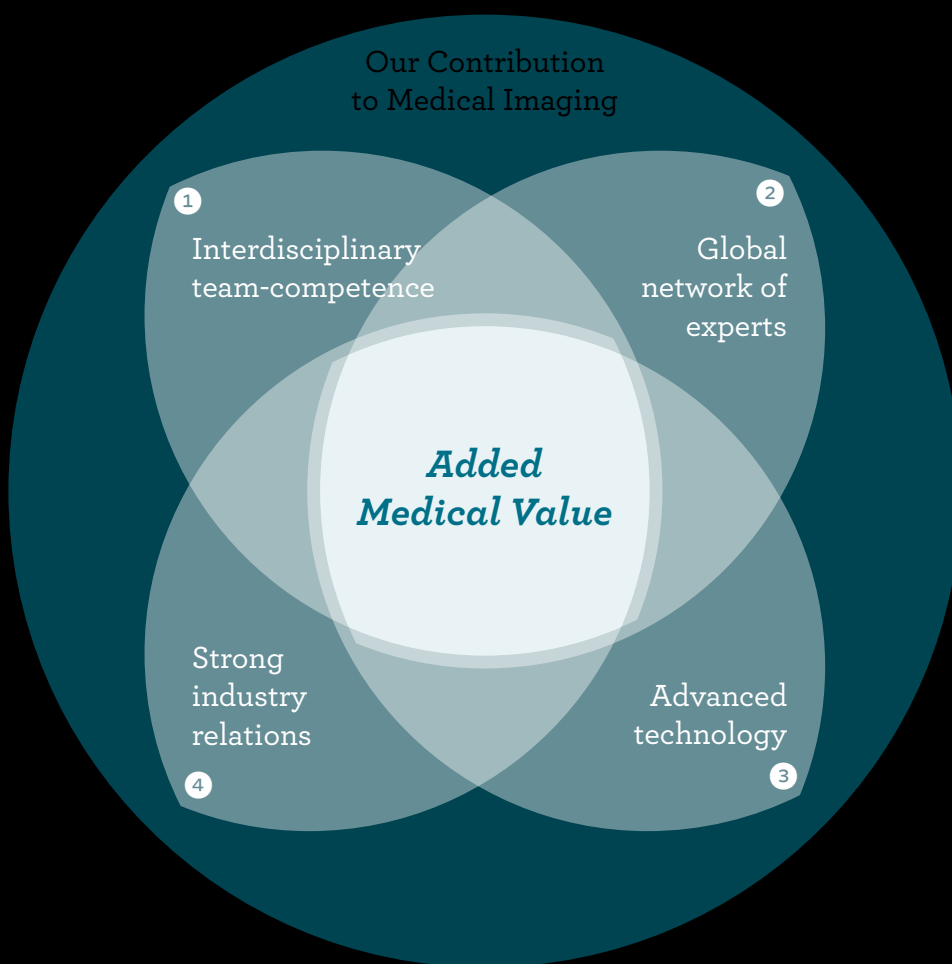 Our Contribution
to Medical Imaging
1
Interdisciplinary
team-competence
2
Global
network of
experts
Added
Medical Value
Strong
industry
relations
4
Advanced
technology
3